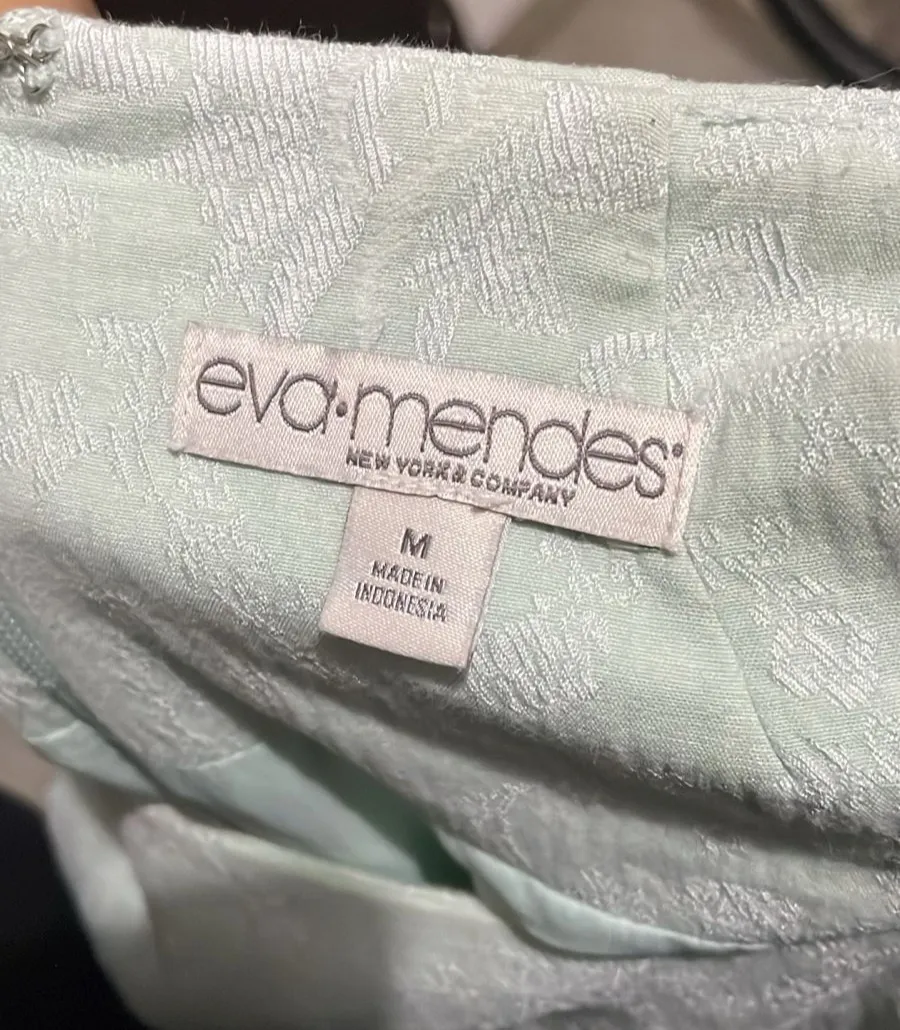 eva·mendes
NEW YORK & COMPANY
M
MADE IN
INDONESIA